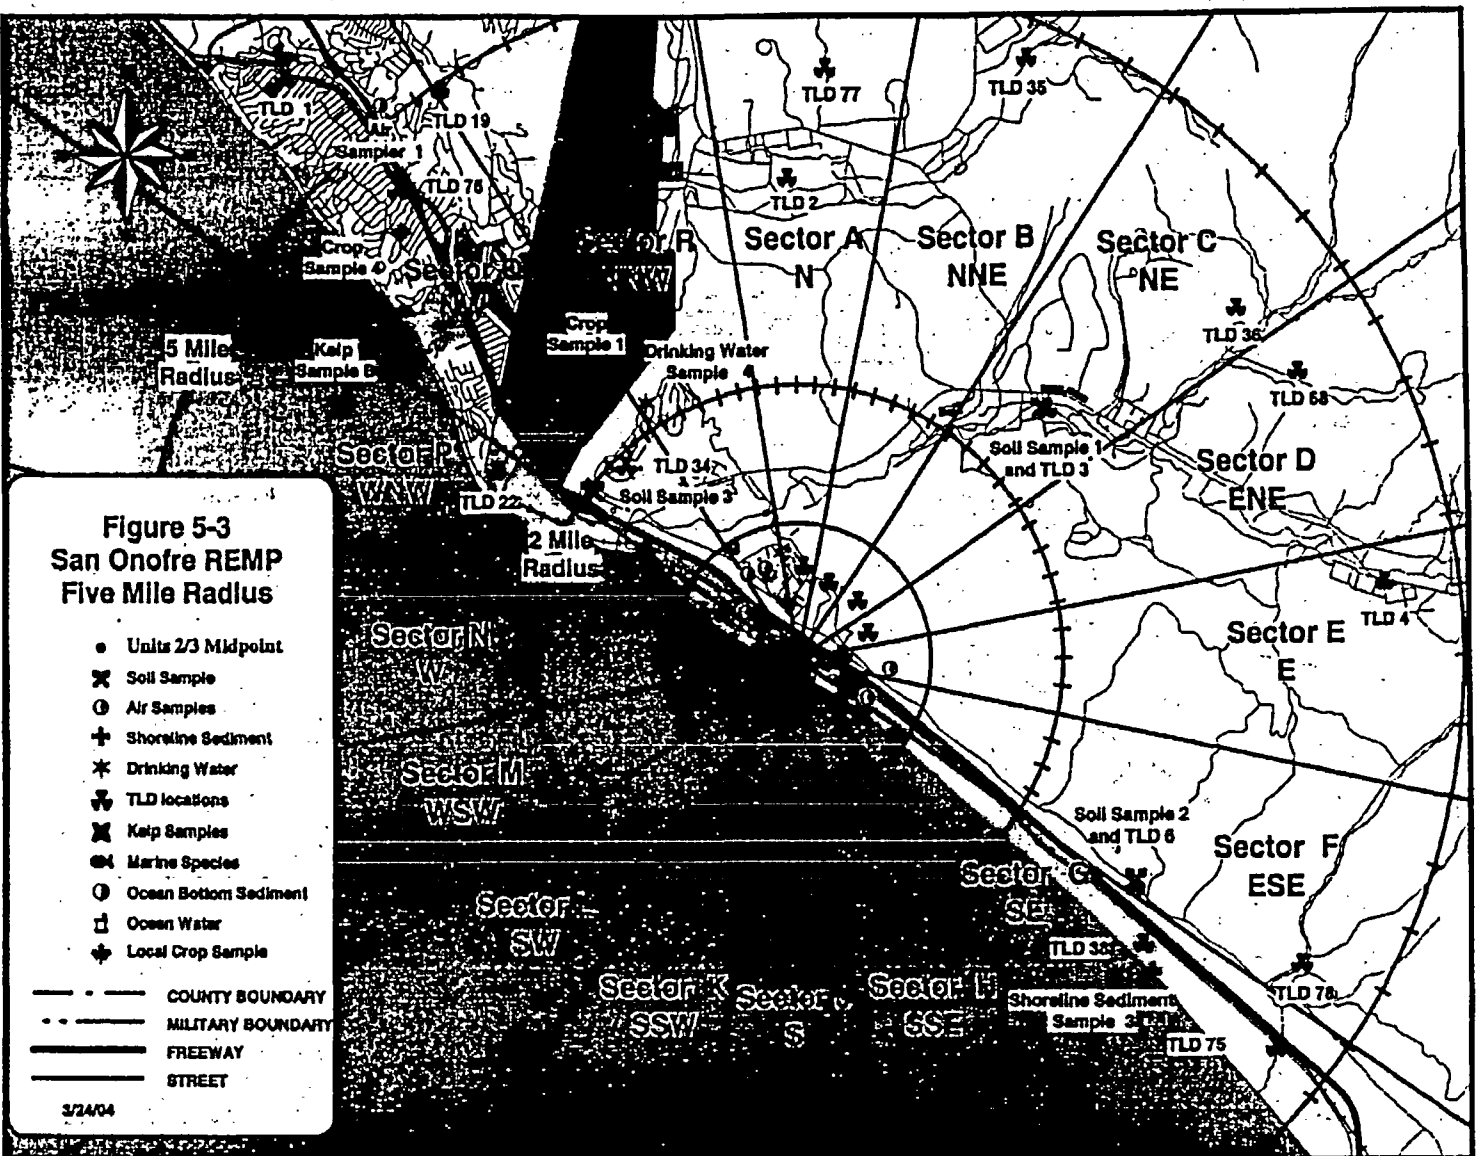 TLD 1
Air
Sampler 1
TLD 19
TLD 76
TLD 77
TLD 35
TLD 2
Crop
Sample 4
Sector R
NNW
Sector A
N
Sector B
NNE
Sector C
NE
5 Mile
Radius
Kelp
Sample B
Crop
Sample 1
Drinking Water
Sample 4
TLD 36
TLD 68
Sector P
WNW
TLD 22
TLD 34
Soil Sample 3
Soil Sample 1
and TLD 3
Sector D
ENE
2 Mile
Radius
TLD 4
Sector N
W
Sector E
E
Sector M
WSW
Soil Sample 2
and TLD 6
Sector F
ESE
Sector G
SE
Sector
SW
TLD 38
Sector K
SSW
Sector J
S
Sector H
SSE
Shoreline Sediment
Sample 3
TLD 78
TLD 75
Figure 5-3
San Onofre REMP
Five Mile Radius
Units 2/3 Midpoint
Soil Sample
Air Samples
Shoreline Sediment
Drinking Water
TLD locations
Kelp Samples
Marine Species
Ocean Bottom Sediment
Ocean Water
Local Crop Sample
COUNTY BOUNDARY
MILITARY BOUNDARY
FREEWAY
STREET
3/24/04